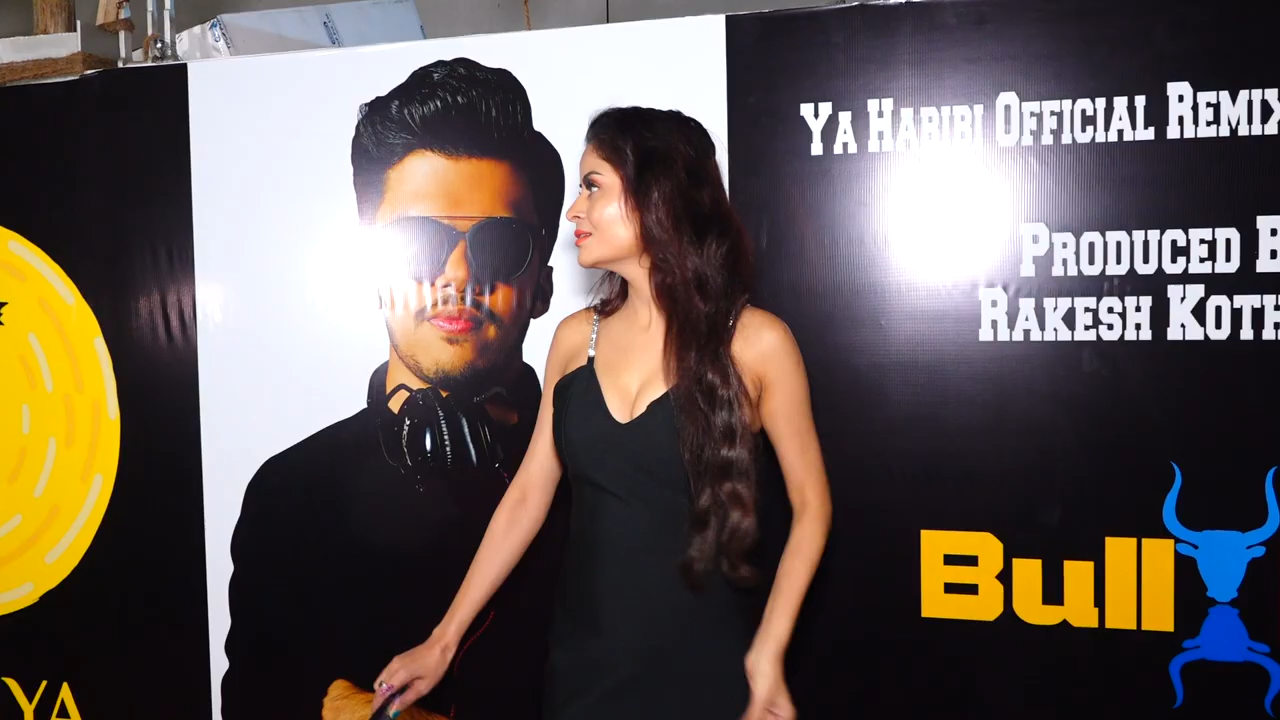 Ya Habibi Official Remix
Produced B
Rakesh Koth
Bull
YA